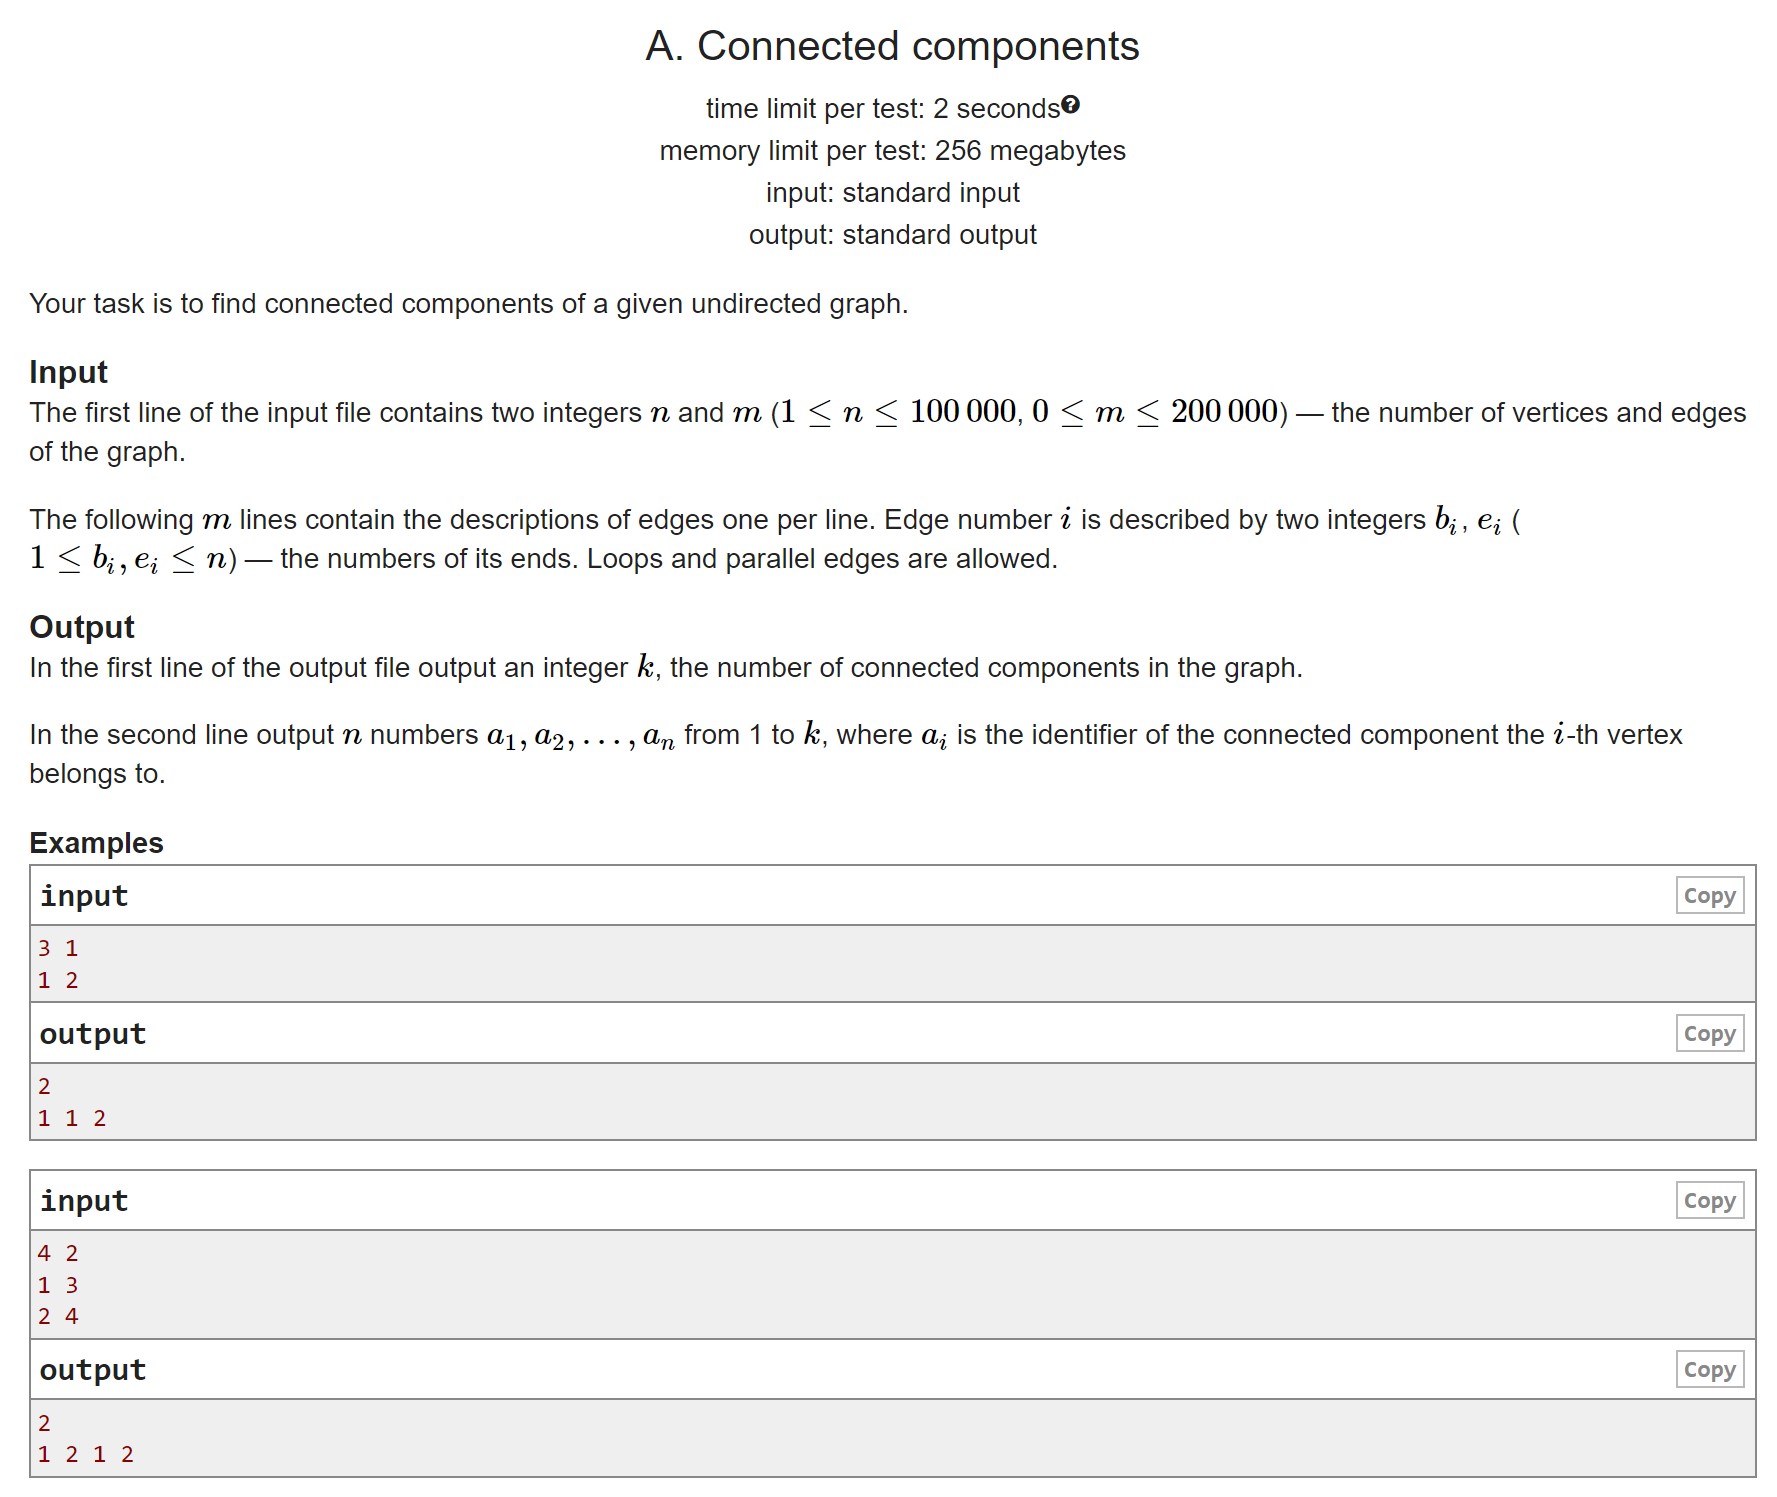 A. Connected components
time limit per test: 2 seconds
memory limit per test: 256 megabytes
input: standard input
output: standard output
Your task is to find connected components of a given undirected graph.
Input
The first line of the input file contains two integers n and m (1 ≤ n ≤ 100 000, 0 ≤ m ≤ 200 000) — the number of vertices and edges
of the graph.
The following m lines contain the descriptions of edges one per line. Edge number i is described by two integers b_i, e_i (
1 ≤ b_i, e_i ≤ n) — the numbers of its ends. Loops and parallel edges are allowed.
Output
In the first line of the output file output an integer k, the number of connected components in the graph.
In the second line output n numbers a_1, a_2, ..., a_n from 1 to k, where a_i is the identifier of the connected component the i-th vertex
belongs to.
Examples
input Copy
3 1
1 2
output Copy
2
1 1 2
input Copy
4 2
1 3
2 4
output Copy
2
1 2 1 2